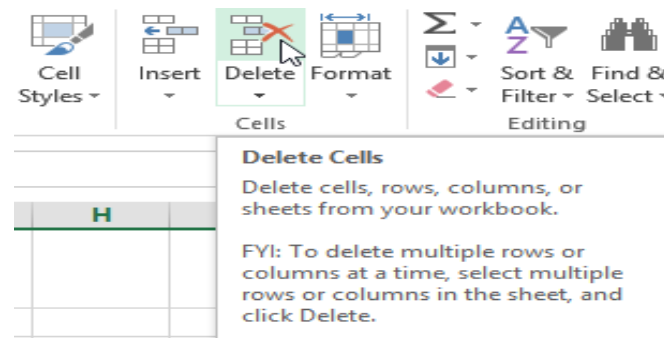 Cell Styles
Insert
Delete
Format
Sort & Filter
Find & Select
Cells
Editing
H
Delete Cells
Delete cells, rows, columns, or
sheets from your workbook.
FYI: To delete multiple rows or
columns at a time, select multiple
rows or columns in the sheet, and
click Delete.